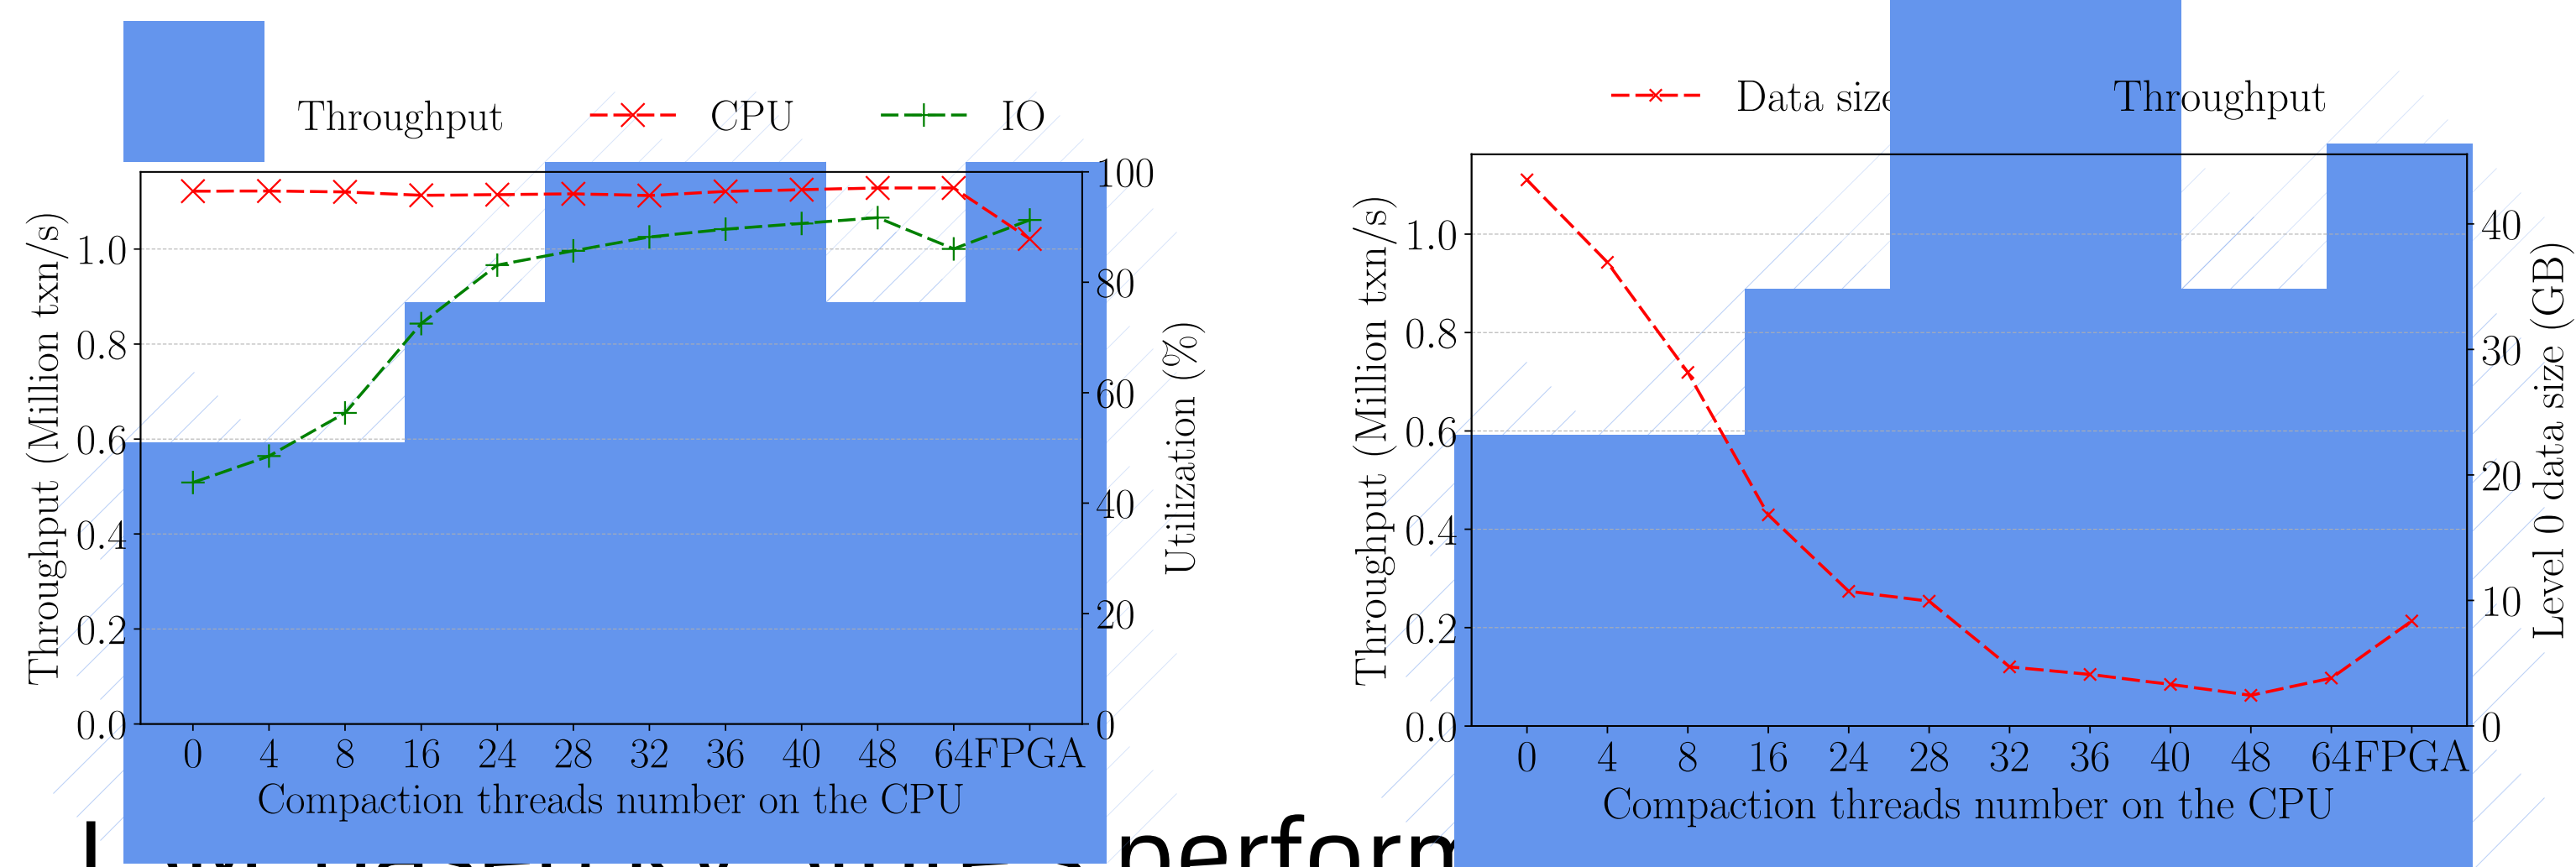 Throughput CPU IO
Throughput (Million txn/s)
1.0
0.8
0.6
0.4
0.2
0.0
100
80
60
40
20
0
Utilization (%)
0 4 8 16 24 28 32 36 40 48 64FPGA
Compaction threads number on the CPU
Data size Throughput
Throughput (Million txn/s)
1.0
0.8
0.6
0.4
0.2
0.0
40
30
20
10
0
Level 0 data size (GB)
0 4 8 16 24 28 32 36 40 48 64FPGA
Compaction threads number on the CPU